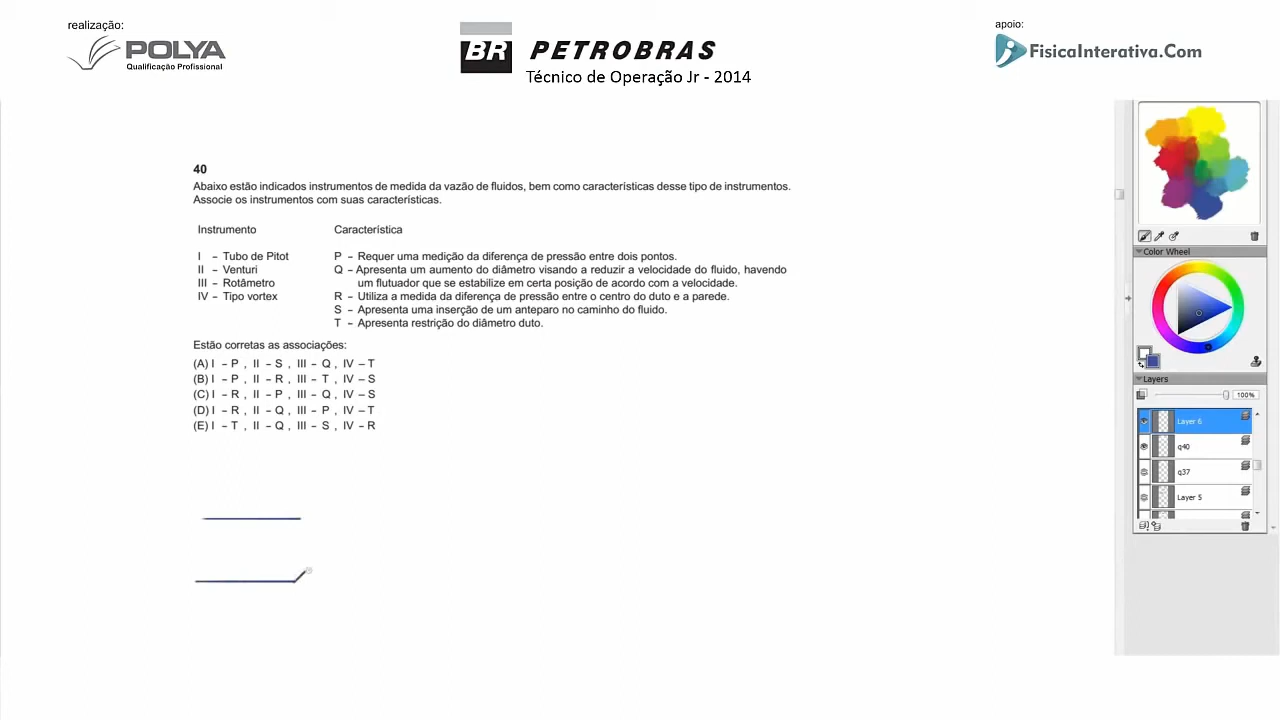 realização:
POLYA
Qualificação Profissional
BR PETROBRAS
Técnico de Operação Jr - 2014
apoio:
FisicaInterativa.Com
40
Abaixo estão indicados instrumentos de medida da vazão de fluidos, bem como características desse tipo de instrumentos.
Associe os instrumentos com suas características.
Instrumento Característica
I – Tubo de Pitot P – Requer uma medição da diferença de pressão entre dois pontos.
II – Venturi Q – Apresenta um aumento do diâmetro visando a reduzir a velocidade do fluido, havendo
III – Rotâmetro um flutuador que se estabiliza em certa posição de acordo com a velocidade.
IV – Tipo vortex R – Utiliza a medida da diferença de pressão entre o centro do duto e a parede.
S – Apresenta uma inserção de um anteparo no caminho do fluido.
T – Apresenta restrição do diâmetro duto.
Estão corretas as associações:
(A) I – P , II – S , III – Q , IV – T
(B) I – P , II – R , III – T , IV – S
(C) I – R , II – P , III – Q , IV – S
(D) I – R , II – Q , III – P , IV – T
(E) I – T , II – Q , III – S , IV – R
Color Wheel
Layers
100%
Layer 6
q40
q37
Layer 5